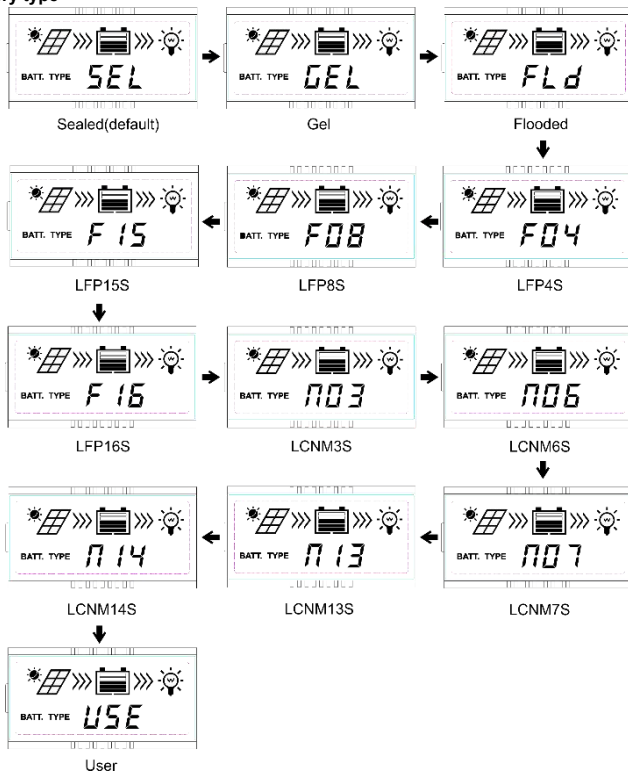 ry type
BATT. TYPE SEL
Sealed(default)
BATT. TYPE GEL
Gel
BATT. TYPE FLd
Flooded
BATT. TYPE F15
LFP15S
BATT. TYPE F08
LFP8S
BATT. TYPE F04
LFP4S
BATT. TYPE F16
LFP16S
BATT. TYPE N03
LCNM3S
BATT. TYPE N06
LCNM6S
BATT. TYPE N14
LCNM14S
BATT. TYPE N13
LCNM13S
BATT. TYPE N07
LCNM7S
BATT. TYPE USE
User